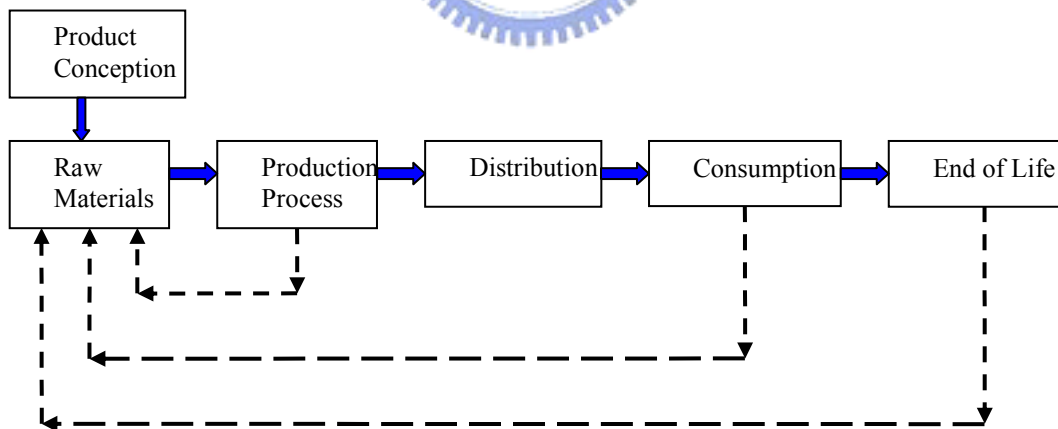 Product
Conception
Raw
Materials
Production
Process
Distribution
Consumption
End of Life